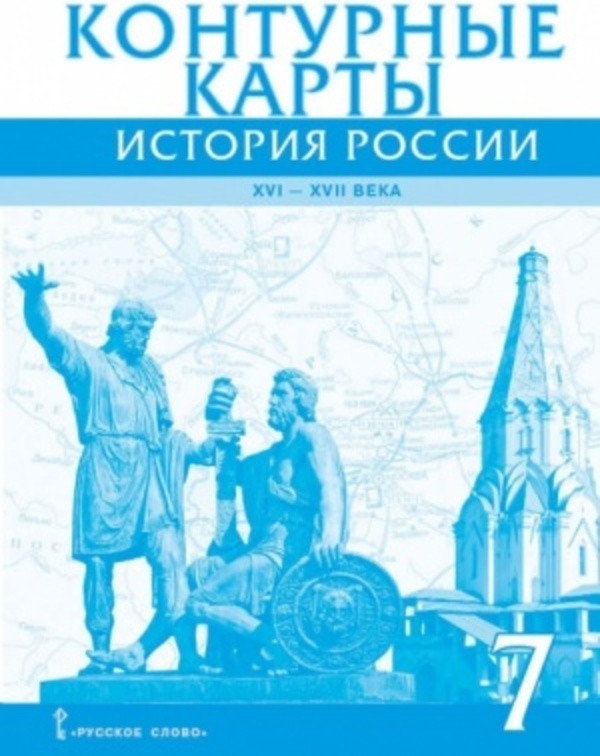 КОНТУРНЫЕ
КАРТЫ
ИСТОРИЯ РОССИИ
XVI – XVII ВЕКА
7
«РУССКОЕ СЛОВО»